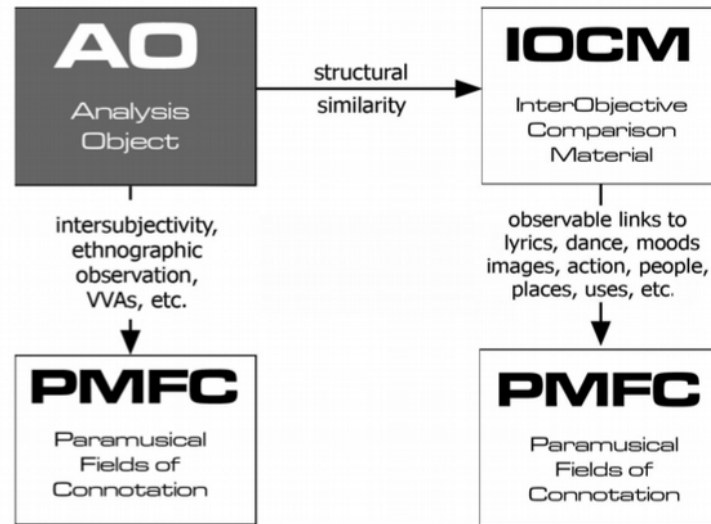 AO
Analysis
Object
structural
similarity
IOCM
InterObjective
Comparison
Material
intersubjectivity,
ethnographic
observation,
VVAs, etc.
observable links to
lyrics, dance, moods
images, action, people,
places, uses, etc.
PMFC
Paramusical
Fields of
Connotation
PMFC
Paramusical
Fields of
Connotation